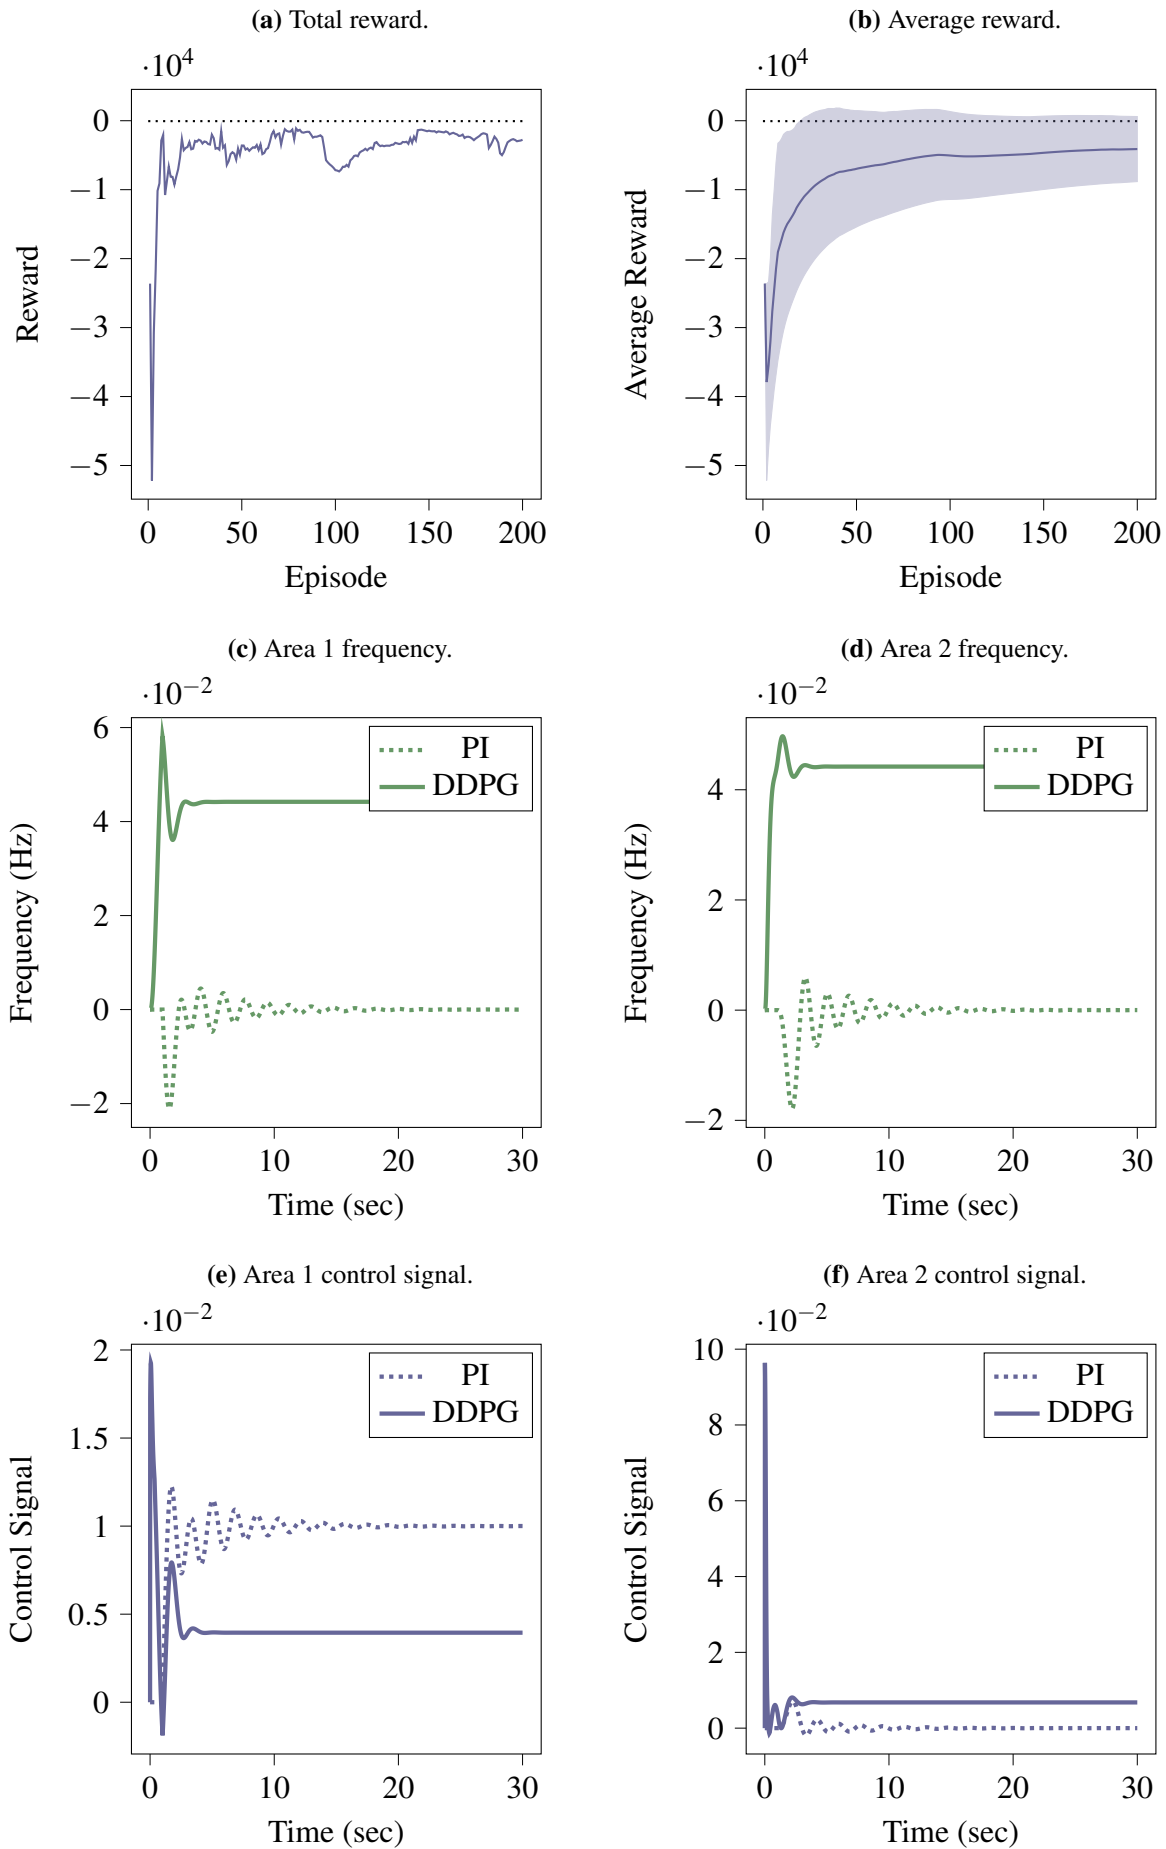 (a) Total reward.
·10⁴
0
−1
−2
−3
−4
−5
Reward
0 50 100 150 200
Episode
(b) Average reward.
·10⁴
0
−1
−2
−3
−4
−5
Average Reward
0 50 100 150 200
Episode
(c) Area 1 frequency.
·10⁻²
6
4
2
0
−2
Frequency (Hz)
PI
DDPG
0 10 20 30
Time (sec)
(d) Area 2 frequency.
·10⁻²
4
2
0
−2
Frequency (Hz)
PI
DDPG
0 10 20 30
Time (sec)
(e) Area 1 control signal.
·10⁻²
2
1.5
1
0.5
0
Control Signal
PI
DDPG
0 10 20 30
Time (sec)
(f) Area 2 control signal.
·10⁻²
10
8
6
4
2
0
Control Signal
PI
DDPG
0 10 20 30
Time (sec)